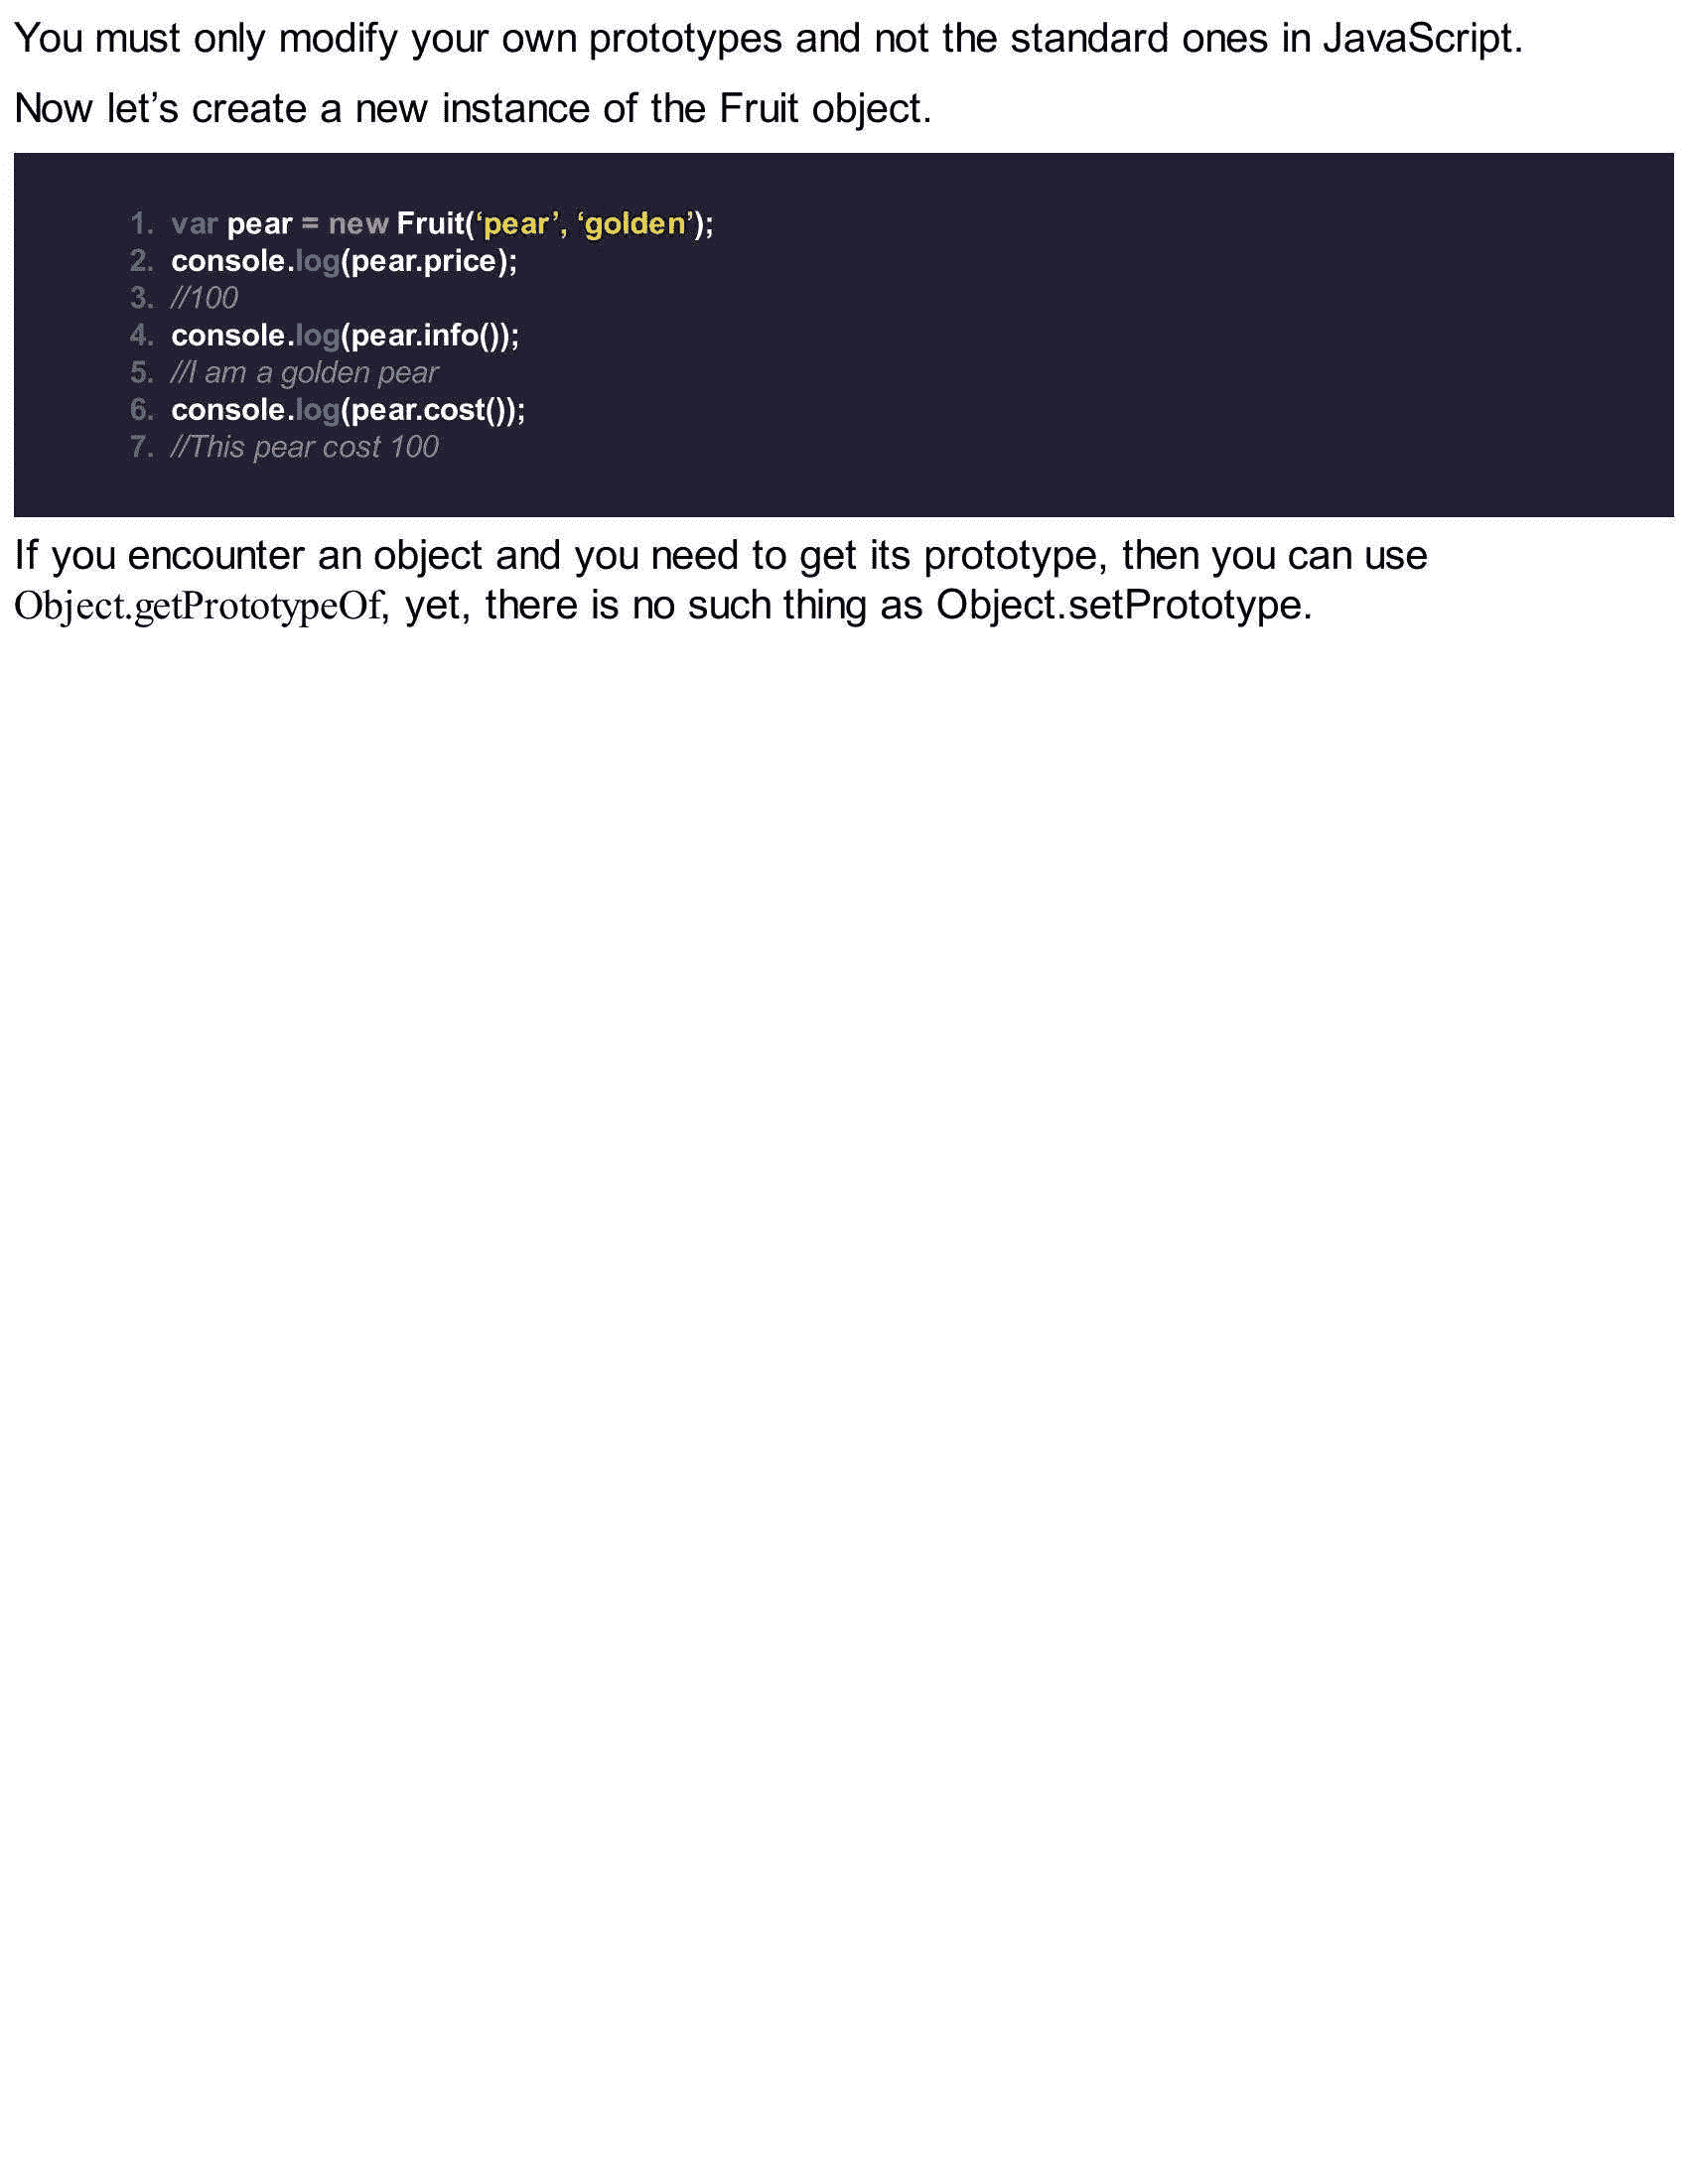 You must only modify your own prototypes and not the standard ones in JavaScript.
Now let’s create a new instance of the Fruit object.
1. var pear = new Fruit(‘pear’, ‘golden’);
2. console.log(pear.price);
3. //100
4. console.log(pear.info());
5. //I am a golden pear
6. console.log(pear.cost());
7. //This pear cost 100
If you encounter an object and you need to get its prototype, then you can use
Object.getPrototypeOf, yet, there is no such thing as Object.setPrototype.